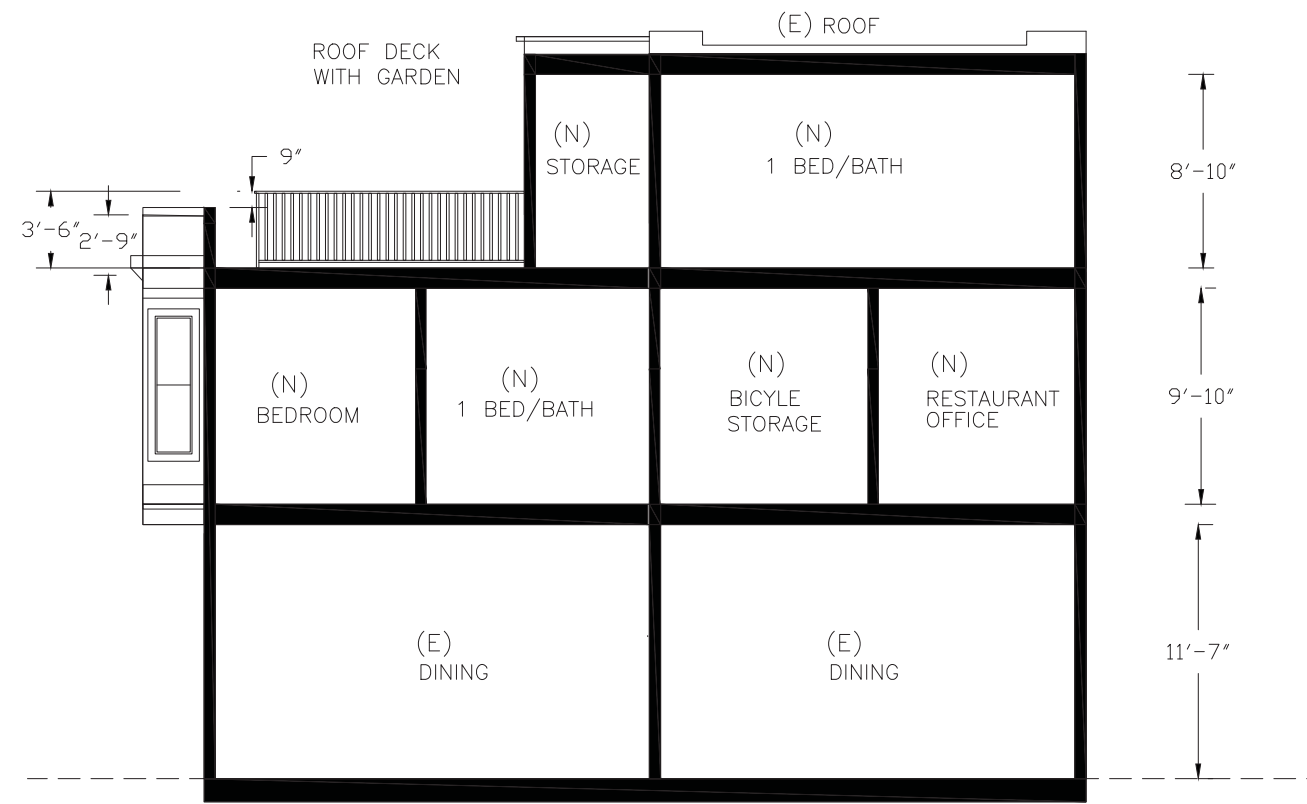 (E) ROOF
ROOF DECK
WITH GARDEN
(N)
STORAGE
(N)
1 BED/BATH
9"
8'-10"
3'-6"
2'-9"
(N)
BEDROOM
(N)
1 BED/BATH
(N)
BICYLE
STORAGE
(N)
RESTAURANT
OFFICE
9'-10"
(E)
DINING
(E)
DINING
11'-7"